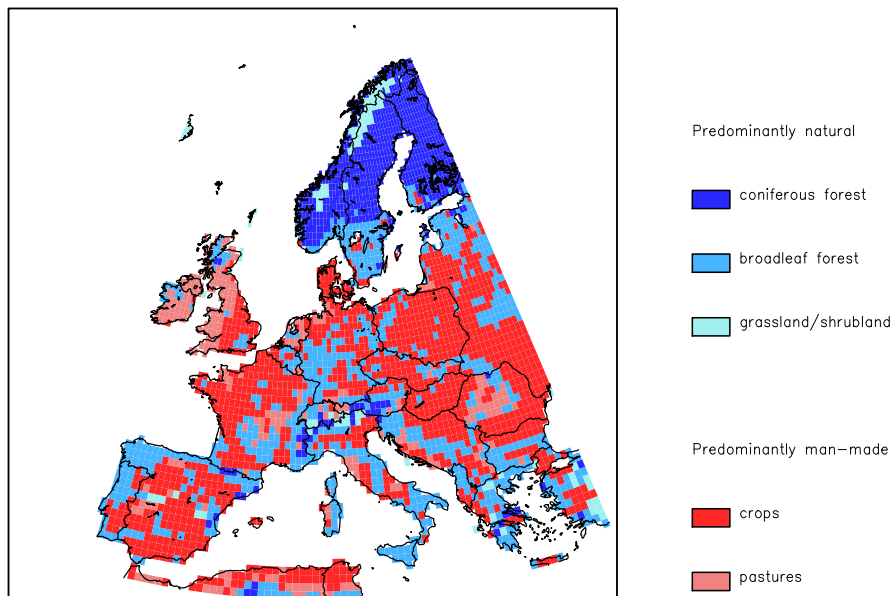 Predominantly natural
coniferous forest
broadleaf forest
grassland/shrubland
Predominantly man-made
crops
pastures